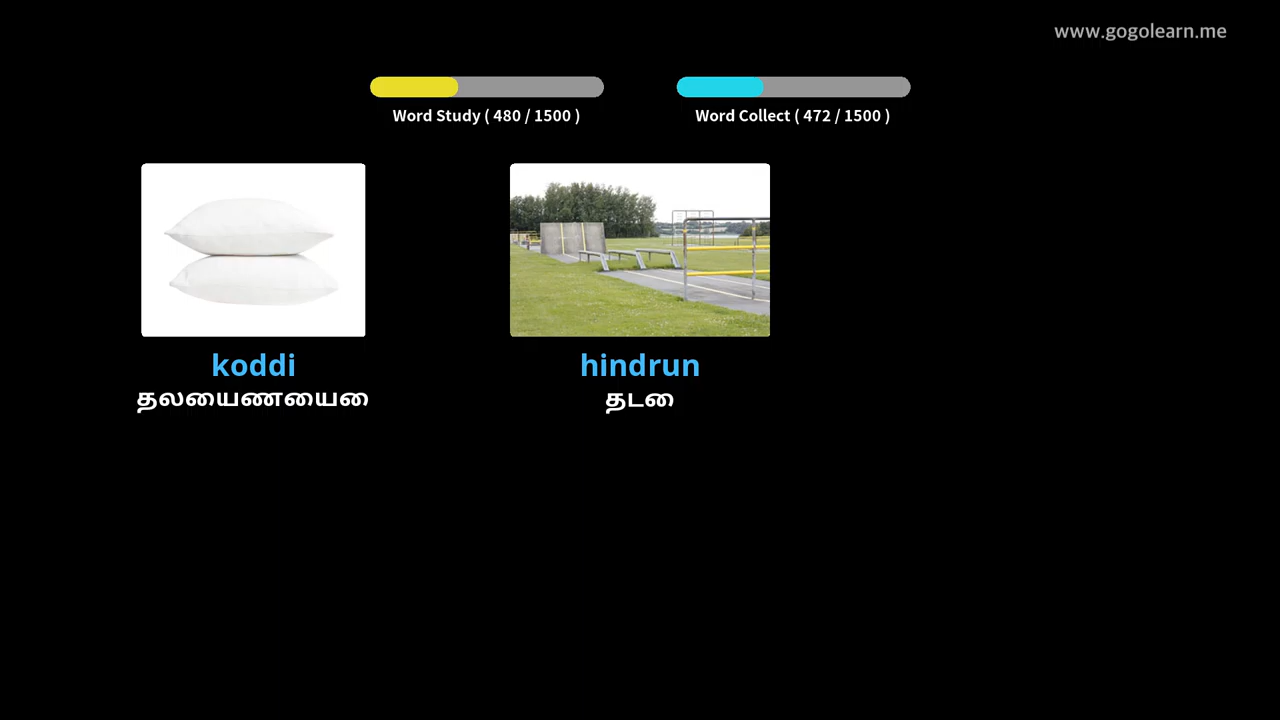 www.gogolearn.me
Word Study ( 480 / 1500 )
Word Collect ( 472 / 1500 )
koddi
தலையணையை
hindrun
தடை